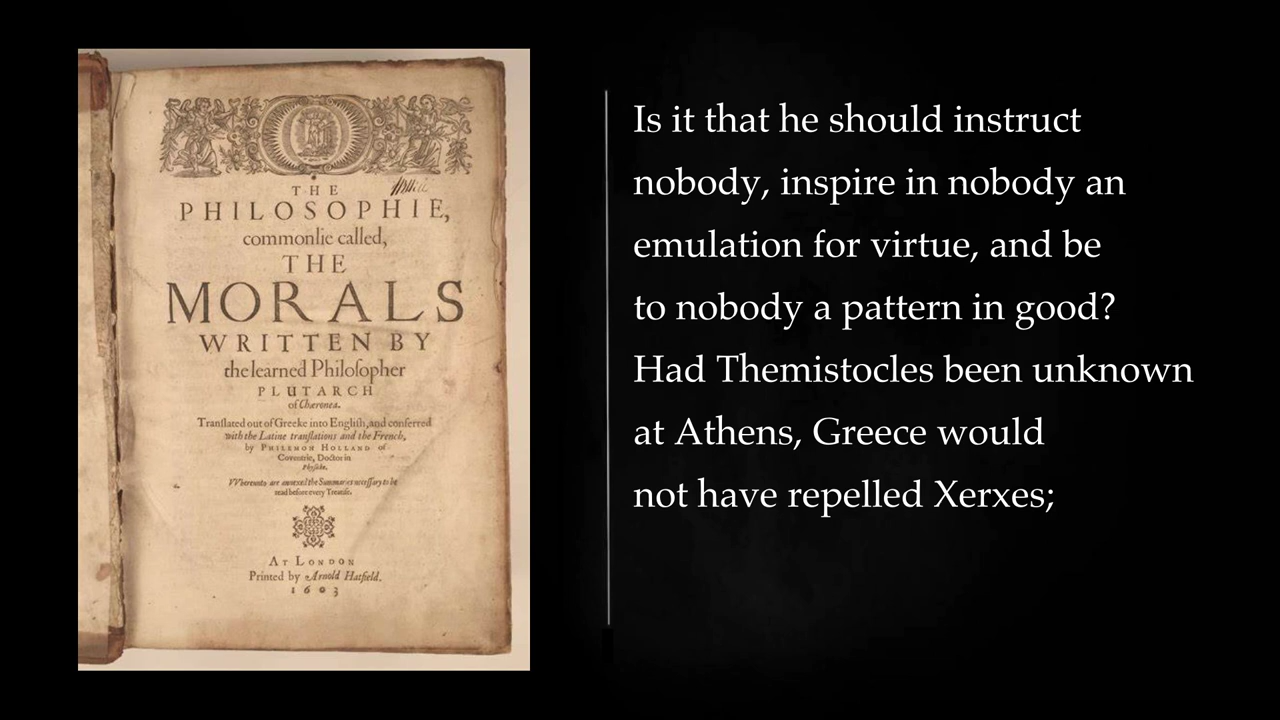 THE
PHILOSOPHIE,
commonlie called,
THE
MORALS
WRITTEN BY
the learned Philosopher
PLUTARCH
of Chæronea.
Translated out of Greeke into English, and conferred
with the Latine translations and the French,
by PHILEMON HOLLAND of
Coventrie, Doctor in
Physicke.
VVhereunto are annexed the Summaries necessary to be
read before every Treatise.
AT LONDON
Printed by Arnold Hatfield.
1603
Is it that he should instruct
nobody, inspire in nobody an
emulation for virtue, and be
to nobody a pattern in good?
Had Themistocles been unknown
at Athens, Greece would
not have repelled Xerxes;